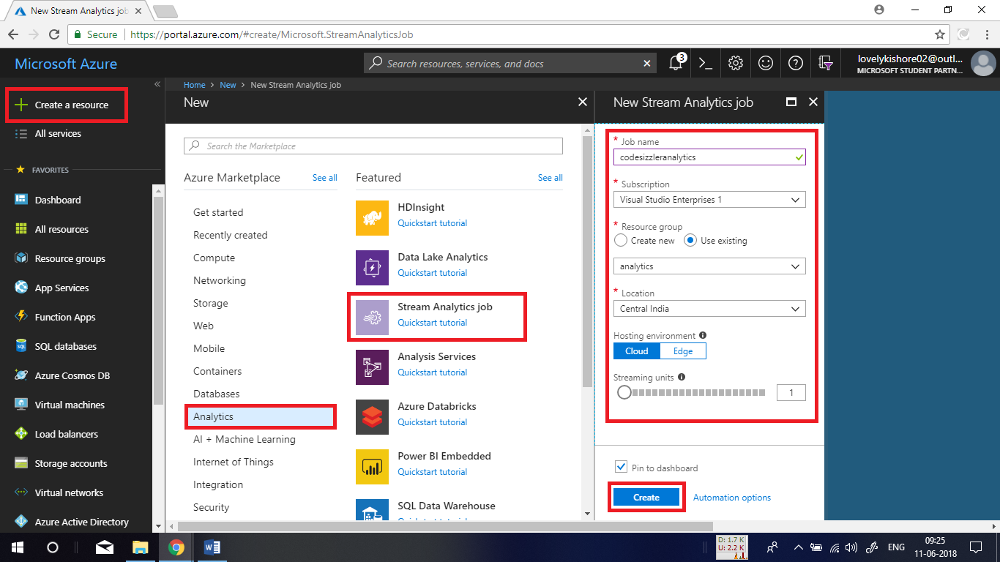 New Stream Analytics job
Secure
https://portal.azure.com/#create/Microsoft.StreamAnalyticsJob
Microsoft Azure
Search resources, services, and docs
3
lovelykishore02@outl...
MICROSOFT STUDENT PARTN...
Create a resource
All services
FAVORITES
Dashboard
All resources
Resource groups
App Services
Function Apps
SQL databases
Azure Cosmos DB
Virtual machines
Load balancers
Storage accounts
Virtual networks
Azure Active Directory
Home > New > New Stream Analytics job
New
Search the Marketplace
Azure Marketplace
See all
Get started
Recently created
Compute
Networking
Storage
Web
Mobile
Containers
Databases
Analytics
AI + Machine Learning
Internet of Things
Integration
Security
Featured
See all
HDInsight
Quickstart tutorial
Data Lake Analytics
Quickstart tutorial
Stream Analytics job
Quickstart tutorial
Analysis Services
Quickstart tutorial
Azure Databricks
Quickstart tutorial
Power BI Embedded
Quickstart tutorial
SQL Data Warehouse
New Stream Analytics job
* Job name
codesizzleranalytics
* Subscription
Visual Studio Enterprises 1
* Resource group
Create new
Use existing
analytics
* Location
Central India
Hosting environment
Cloud
Edge
Streaming units
1
Pin to dashboard
Create
Automation options
D: 1.7 K
U: 2.2 K
ENG
09:25
11-06-2018